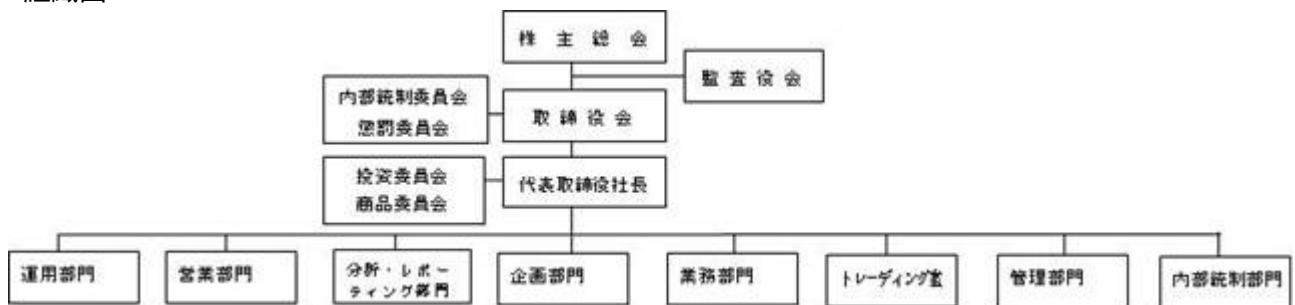 株主総会
監査役会
内部統制委員会
懲罰委員会
取締役会
投資委員会
商品委員会
代表取締役社長
運用部門
営業部門
分析・レポー
ティング部門
企画部門
業務部門
トレーディング室
管理部門
内部統制部門